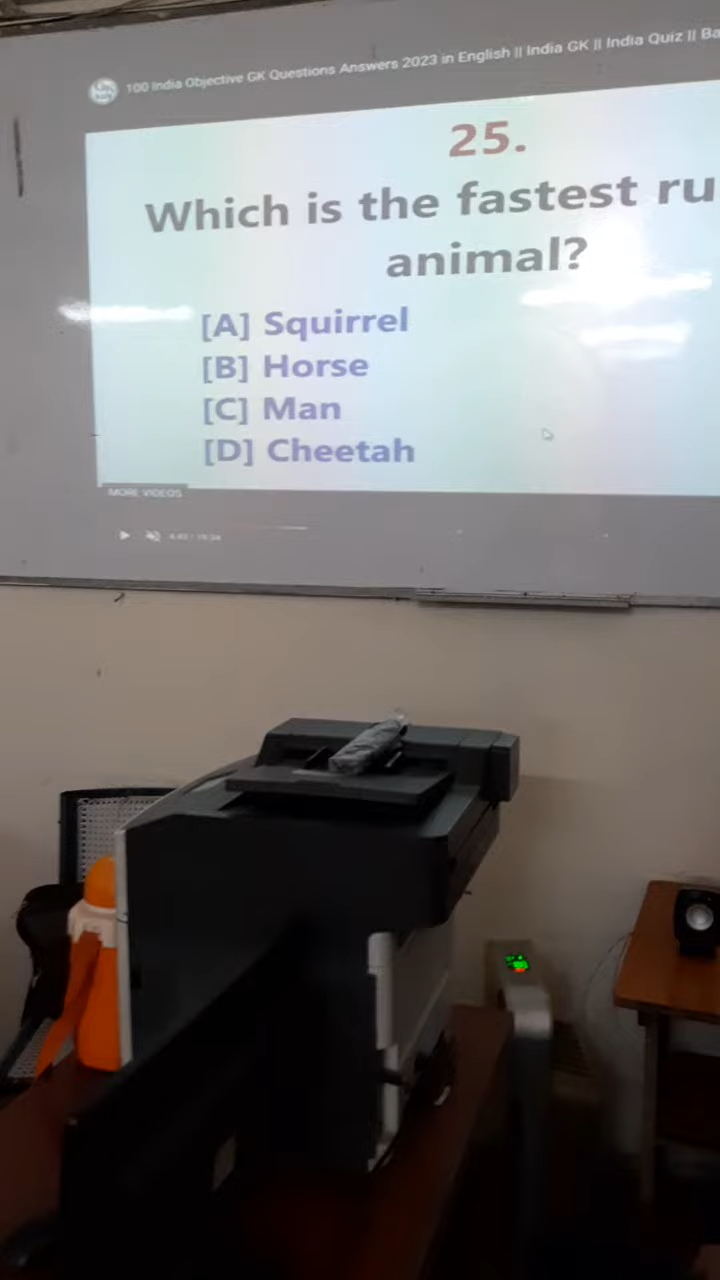 100 India Objective GK Questions Answers 2023 in English || India GK || India Quiz || Ba
25.
Which is the fastest ru
animal?
[A] Squirrel
[B] Horse
[C] Man
[D] Cheetah
MORE VIDEOS